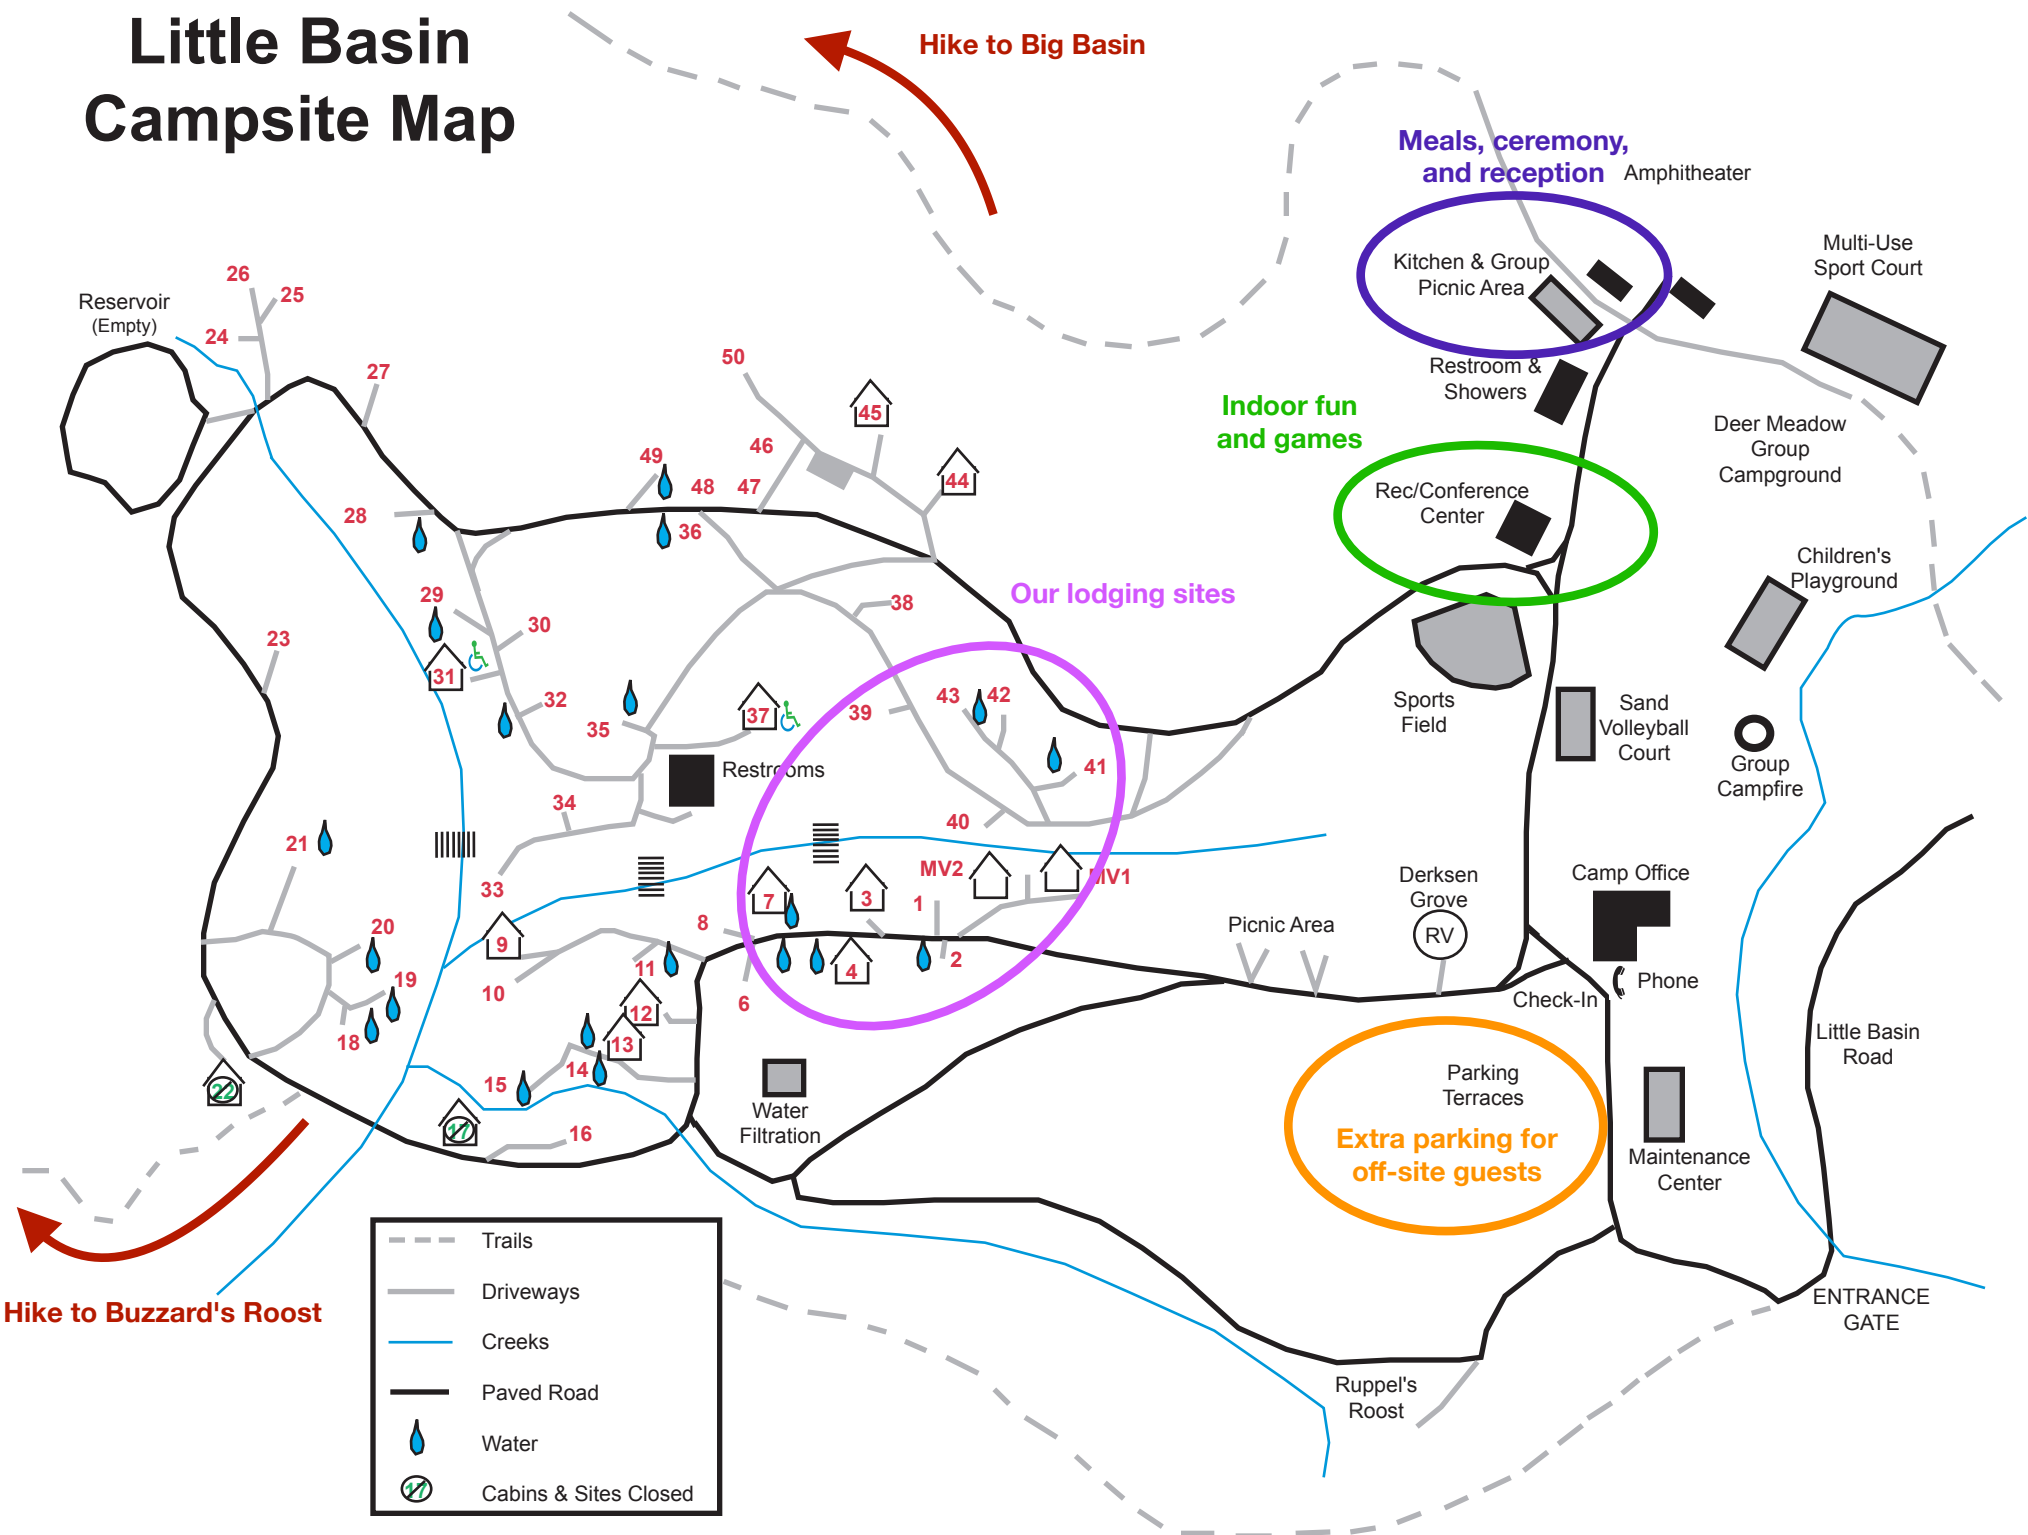 Little Basin
Campsite Map
Hike to Big Basin
Meals, ceremony,
and reception
Amphitheater
Kitchen & Group
Picnic Area
Multi-Use
Sport Court
Restroom &
Showers
Indoor fun
and games
Deer Meadow
Group
Campground
Rec/Conference
Center
Children's
Playground
Reservoir
(Empty)
26
25
24
27
50
45
46
44
49
48
47
28
36
29
30
31
23
32
35
37
38
Our lodging sites
39
43
42
41
40
Restrooms
34
33
21
20
19
18
22
9
10
11
12
13
14
15
17
16
8
7
6
3
4
1
2
MV2
MV1
Sports
Field
Sand
Volleyball
Court
Group
Campfire
Derksen
Grove
RV
Camp Office
Picnic Area
Phone
Check-In
Little Basin
Road
Parking
Terraces
Extra parking for
off-site guests
Maintenance
Center
Water
Filtration
ENTRANCE
GATE
Ruppel's
Roost
Hike to Buzzard's Roost
Trails
Driveways
Creeks
Paved Road
Water
17
Cabins & Sites Closed